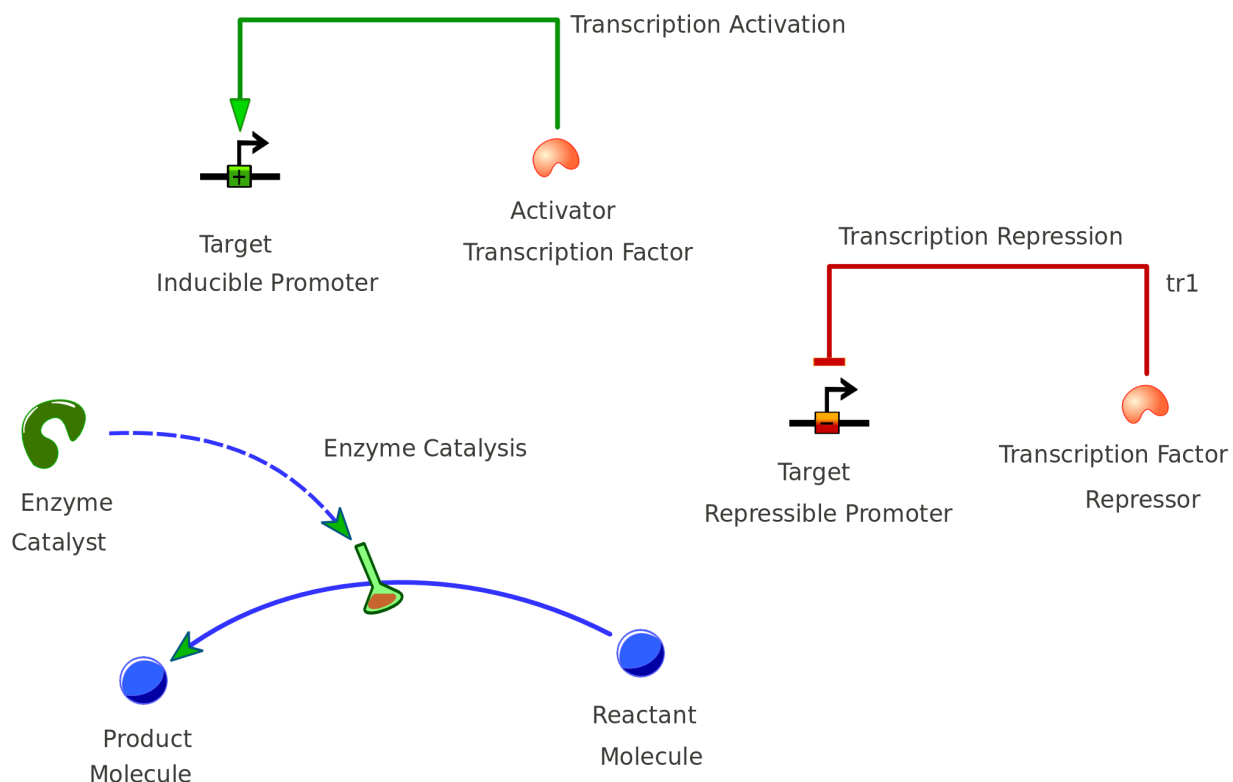 Transcription Activation
+
Activator
Transcription Factor
Target
Inducible Promoter
Transcription Repression
tr1
-
Target
Repressible Promoter
Transcription Factor
Repressor
Enzyme Catalysis
Enzyme
Catalyst
Reactant
Molecule
Product
Molecule